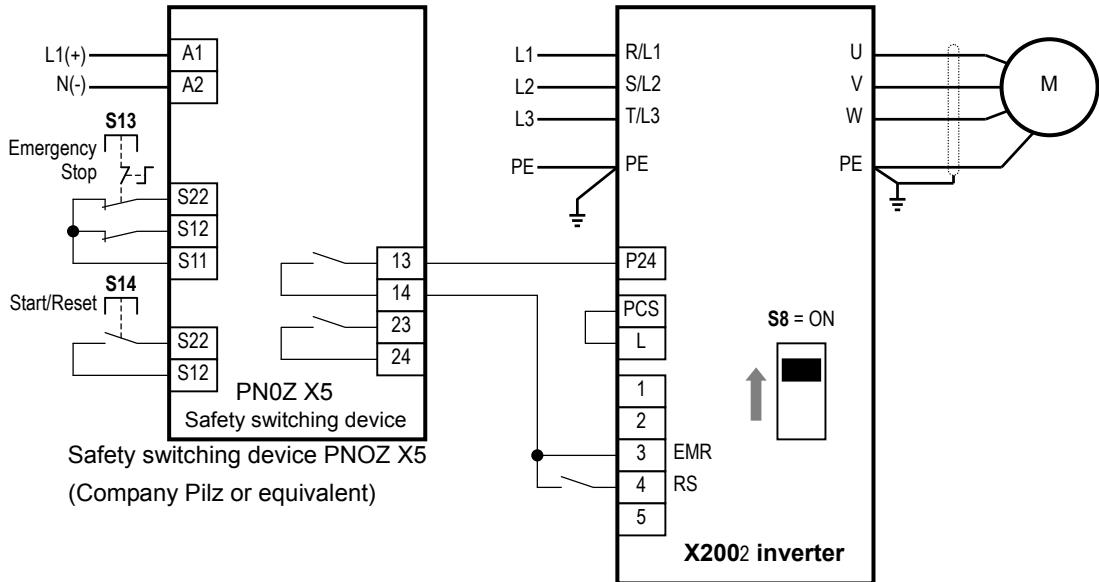 L1(+)
A1
N(-)
A2
S13
Emergency
Stop
S22
S12
S11
S14
Start/Reset
S22
S12
13
14
23
24
PN0Z X5
Safety switching device
Safety switching device PNOZ X5
(Company Pilz or equivalent)
L1
R/L1
U
L2
S/L2
V
L3
T/L3
W
PE
PE
PE
M
P24
PCS
L
S8 = ON
1
2
3 EMR
4 RS
5
X2002 inverter